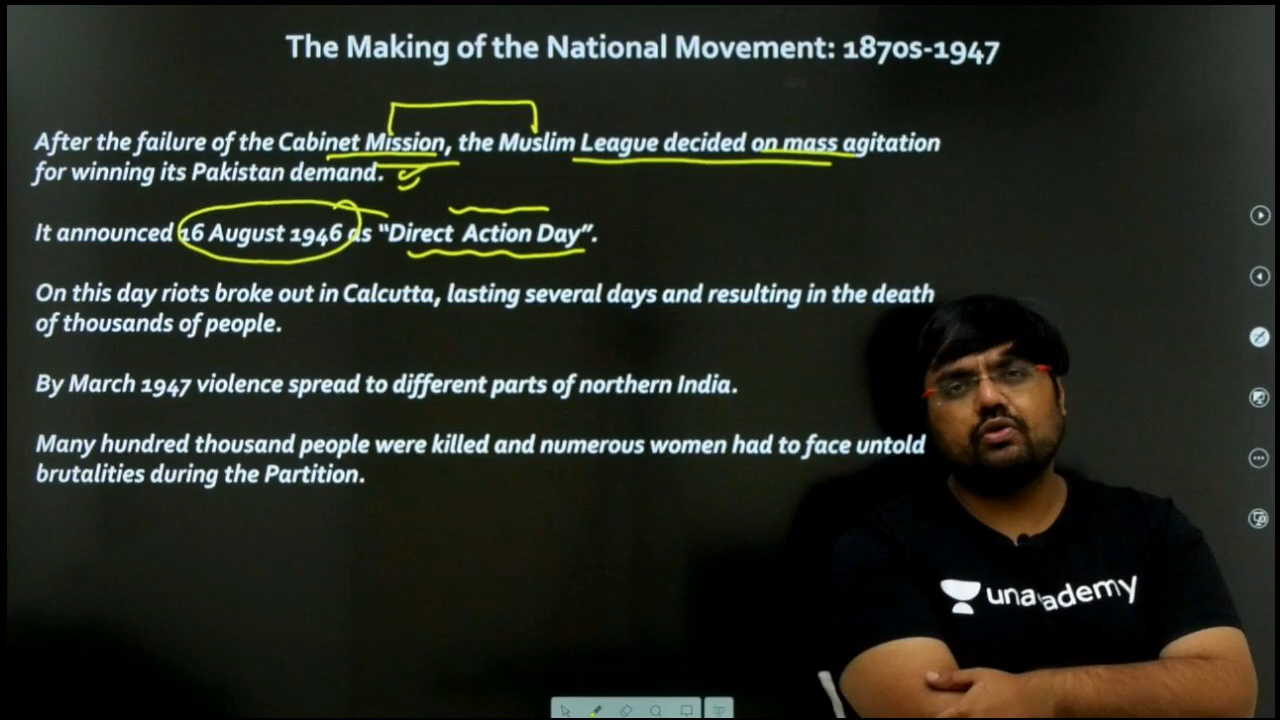 The Making of the National Movement: 1870s-1947
After the failure of the Cabinet Mission, the Muslim League decided on mass agitation
for winning its Pakistan demand.
It announced 16 August 1946 as “Direct Action Day”.
On this day riots broke out in Calcutta, lasting several days and resulting in the death
of thousands of people.
By March 1947 violence spread to different parts of northern India.
Many hundred thousand people were killed and numerous women had to face untold
brutalities during the Partition.
unacademy